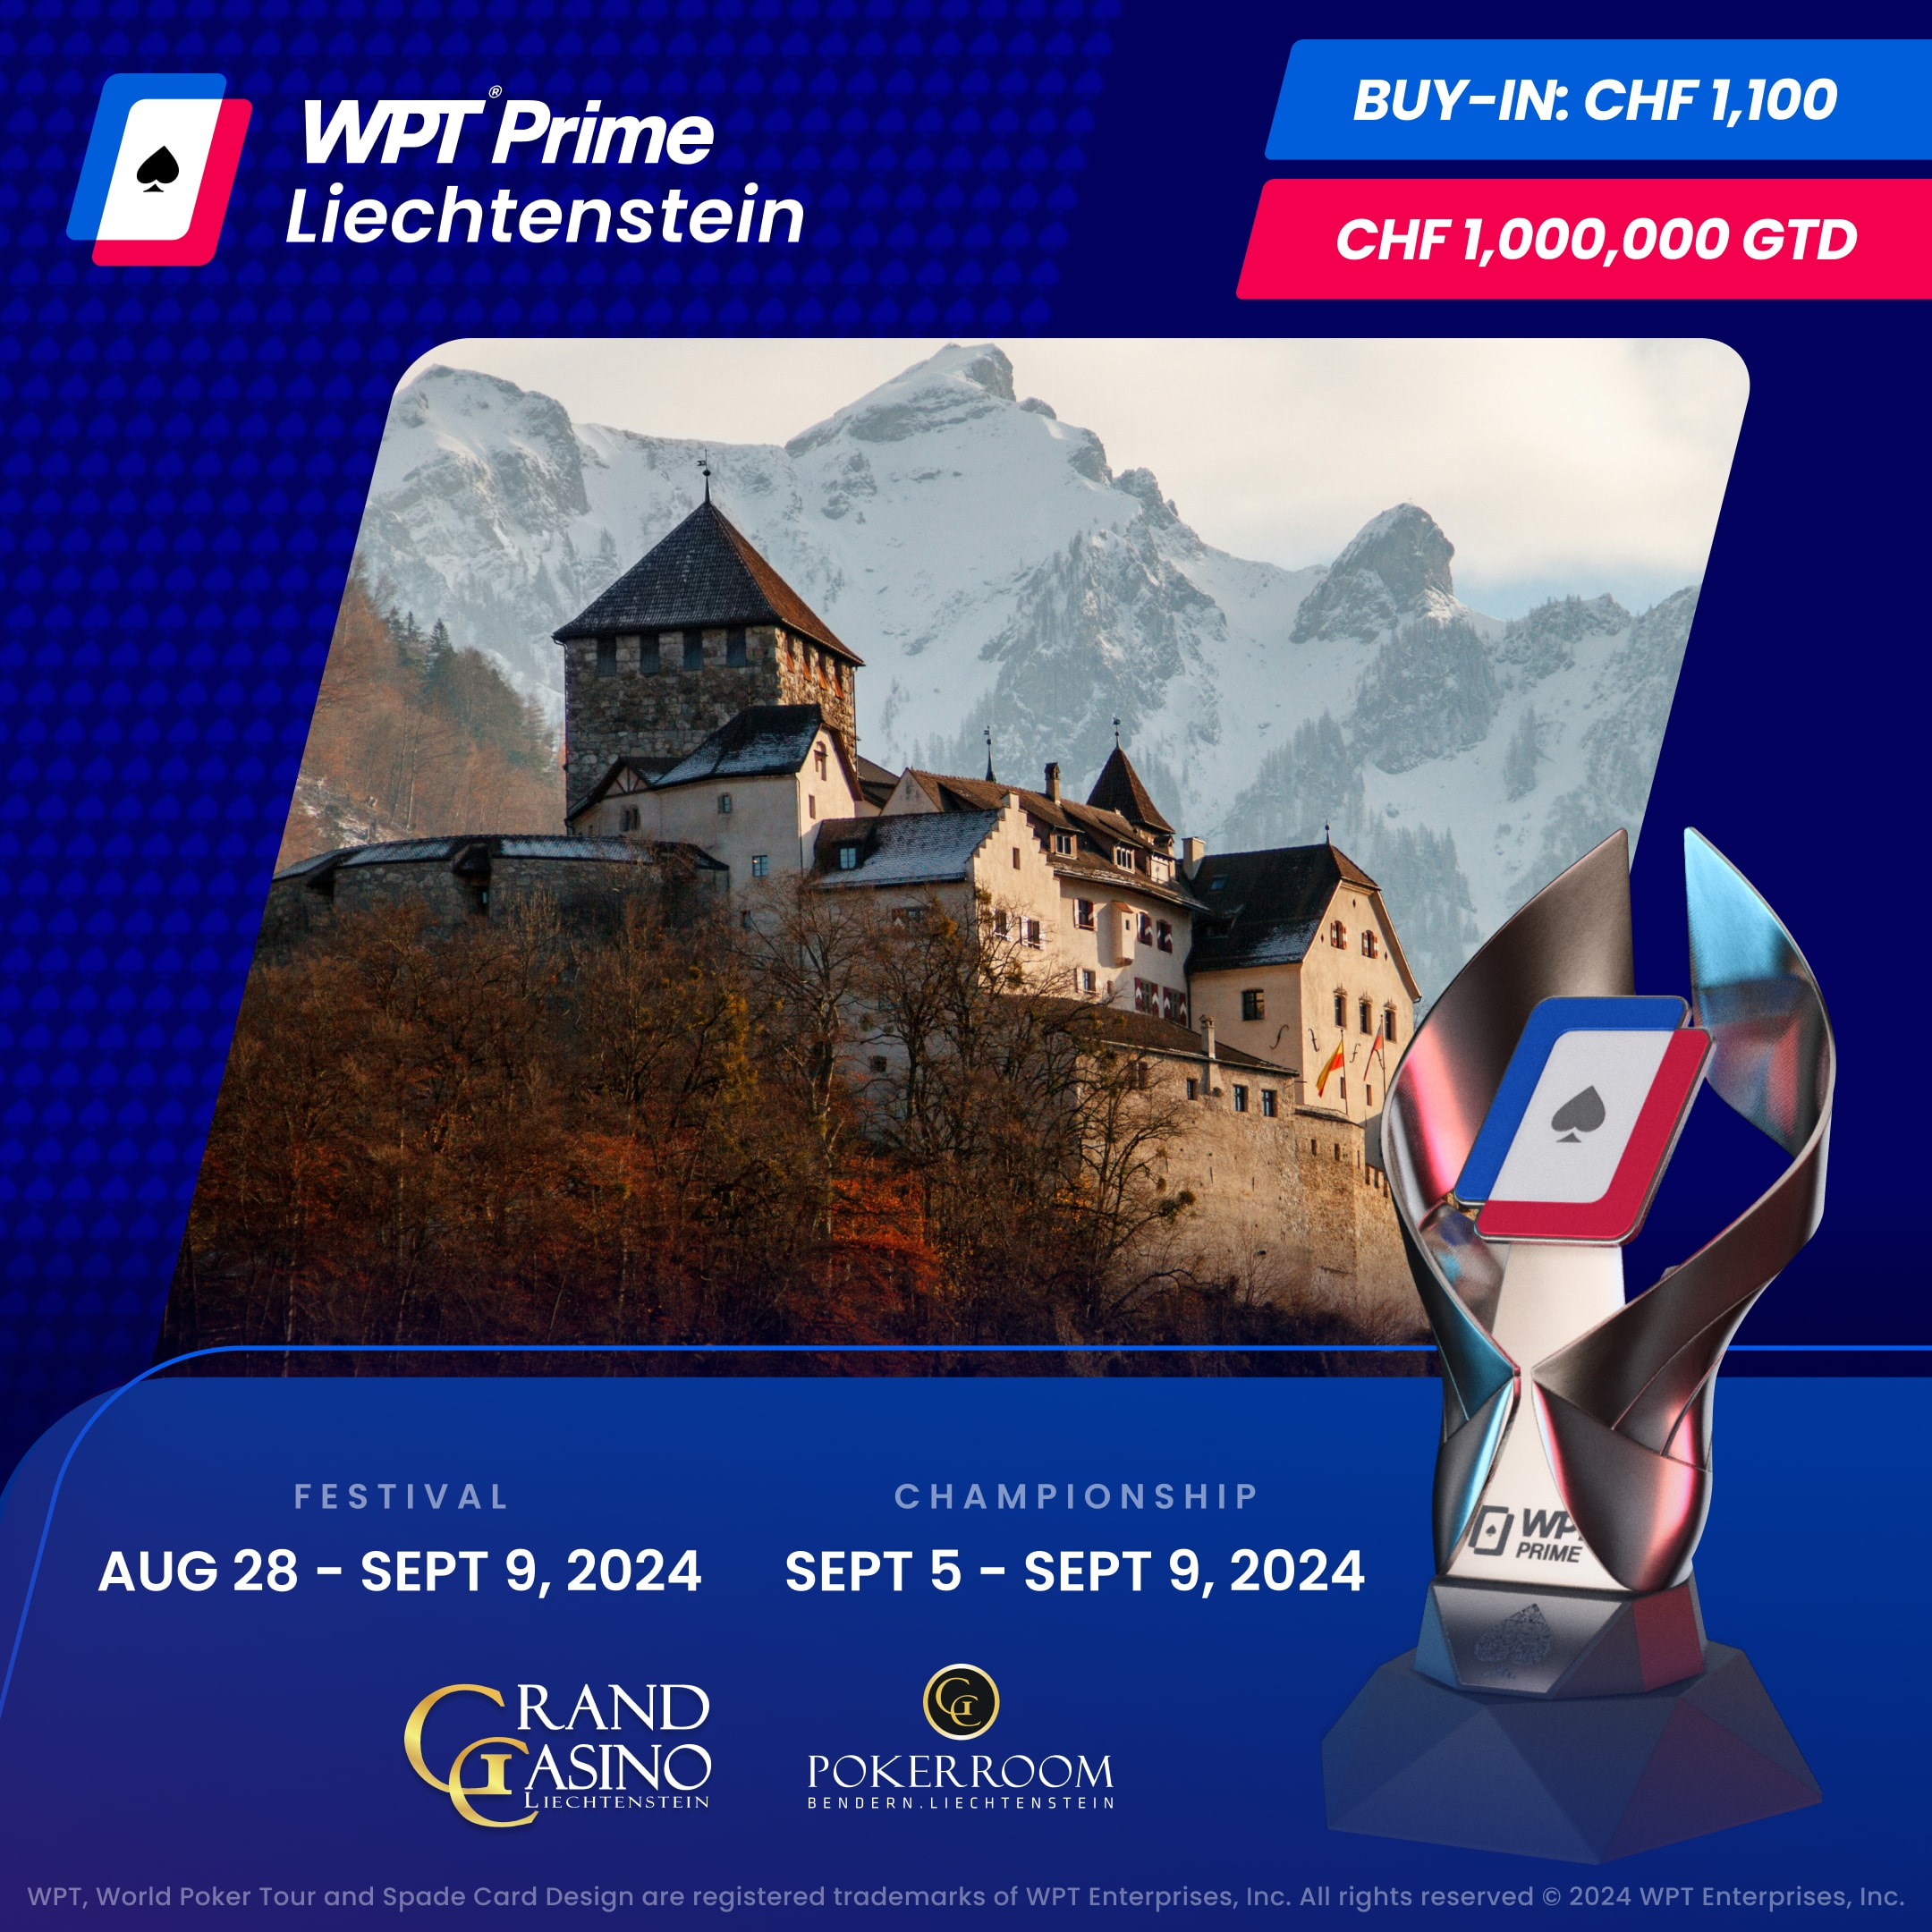 WPT® Prime
Liechtenstein
BUY-IN: CHF 1,100
CHF 1,000,000 GTD
FESTIVAL
AUG 28 - SEPT 9, 2024
CHAMPIONSHIP
SEPT 5 - SEPT 9, 2024
WPT
PRIME
GRAND
CASINO
LIECHTENSTEIN
GC
POKERROOM
BENDERN.LIECHTENSTEIN
WPT, World Poker Tour and Spade Card Design are registered trademarks of WPT Enterprises, Inc. All rights reserved © 2024 WPT Enterprises, Inc.